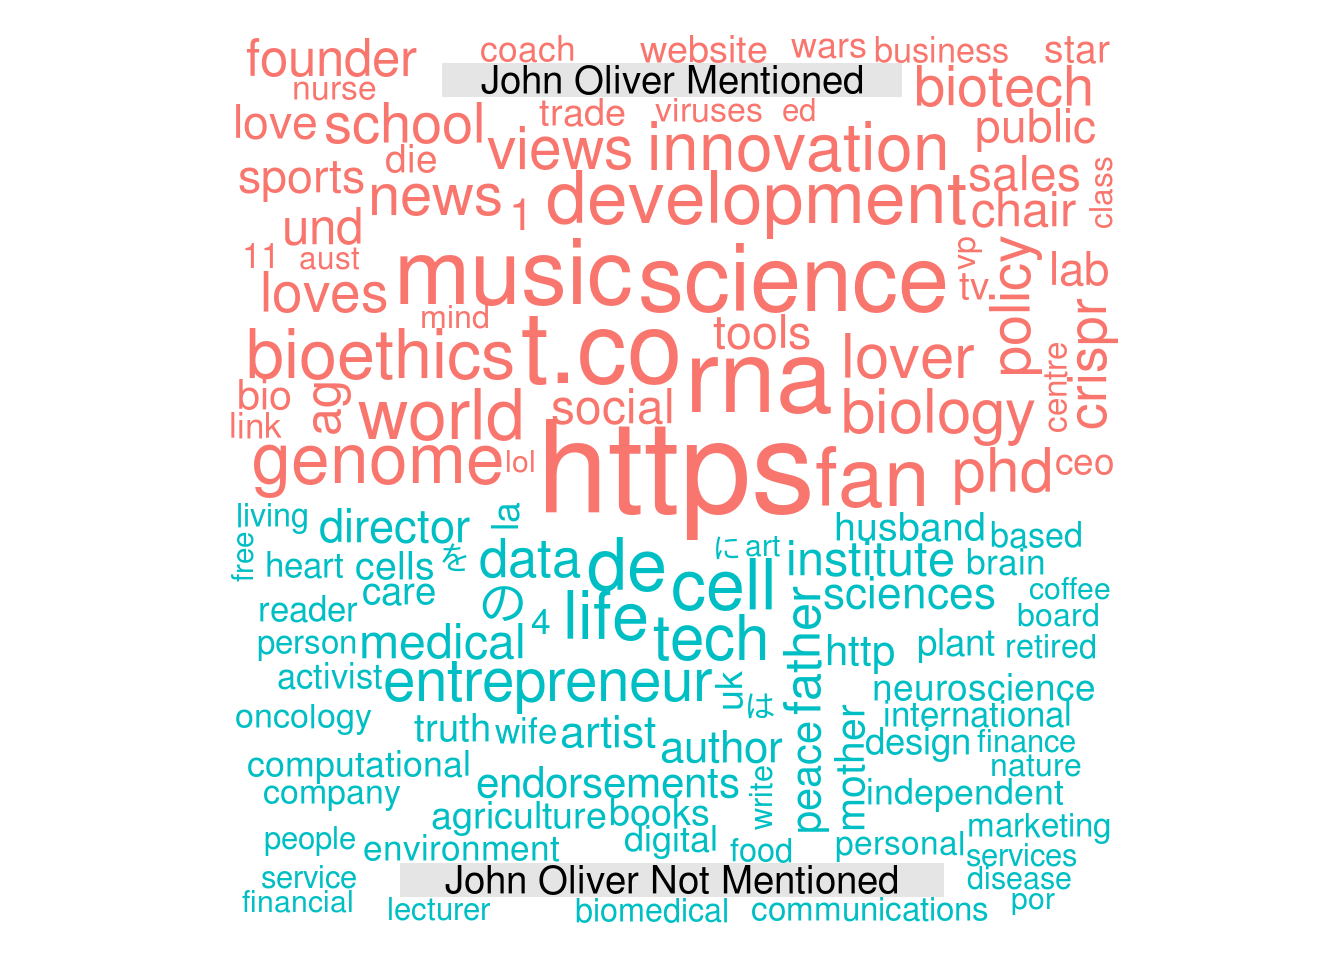 founder coach website wars business star
nurse John Oliver Mentioned biotech
love school trade viruses ed public
sports die views innovation sales class
news 1 development chair
und
11 aust music science vp tv policy lab
loves mind tools crispr
bioethics t.co rna lover centre
bio ag world social biology
link
genome lol https fan phd ceo
living director la husband based
free heart cells を data de cell に art institute brain
reader care の 4 life tech father sciences coffee
person medical http plant board
retired
activist entrepreneur uk は neuroscience
oncology truth wife artist author peace mother international
design finance
computational endorsements write nature
company agriculture books independent
people environment digital food personal marketing
services
service John Oliver Not Mentioned disease
financial lecturer biomedical communications por